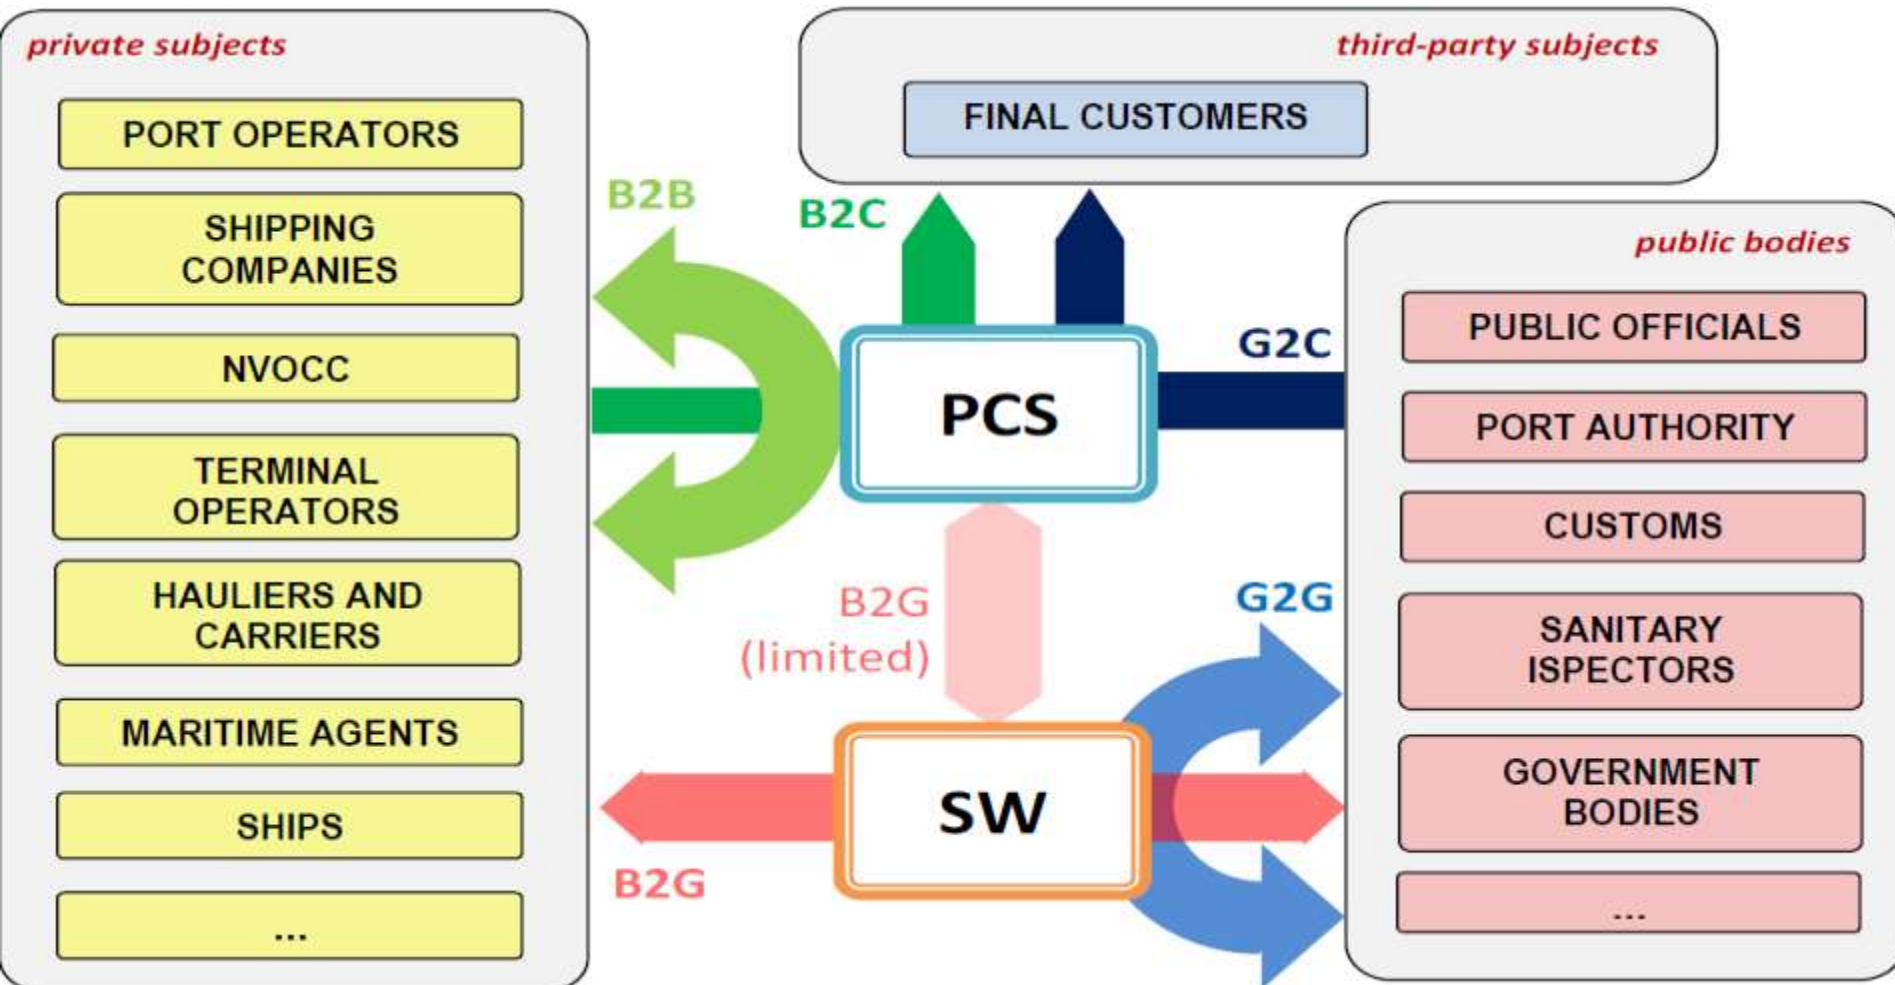 private subjects
PORT OPERATORS
SHIPPING
COMPANIES
NVOCC
TERMINAL
OPERATORS
HAULIERS AND
CARRIERS
MARITIME AGENTS
SHIPS
...
third-party subjects
FINAL CUSTOMERS
B2B
B2C
G2C
PCS
B2G
(limited)
G2G
SW
B2G
public bodies
PUBLIC OFFICIALS
PORT AUTHORITY
CUSTOMS
SANITARY
ISPECTORS
GOVERNMENT
BODIES
...